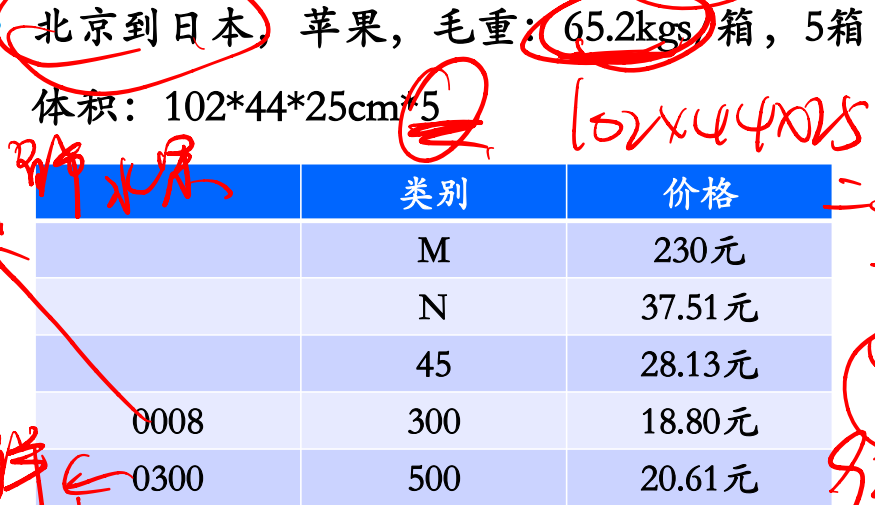 北京到日本，苹果，毛重：65.2kgs/箱，5箱
体积：102*44*25cm*5
102×44×25
水果
类别 价格
M 230元
N 37.51元
45 28.13元
0008 300 18.80元
0300 500 20.61元